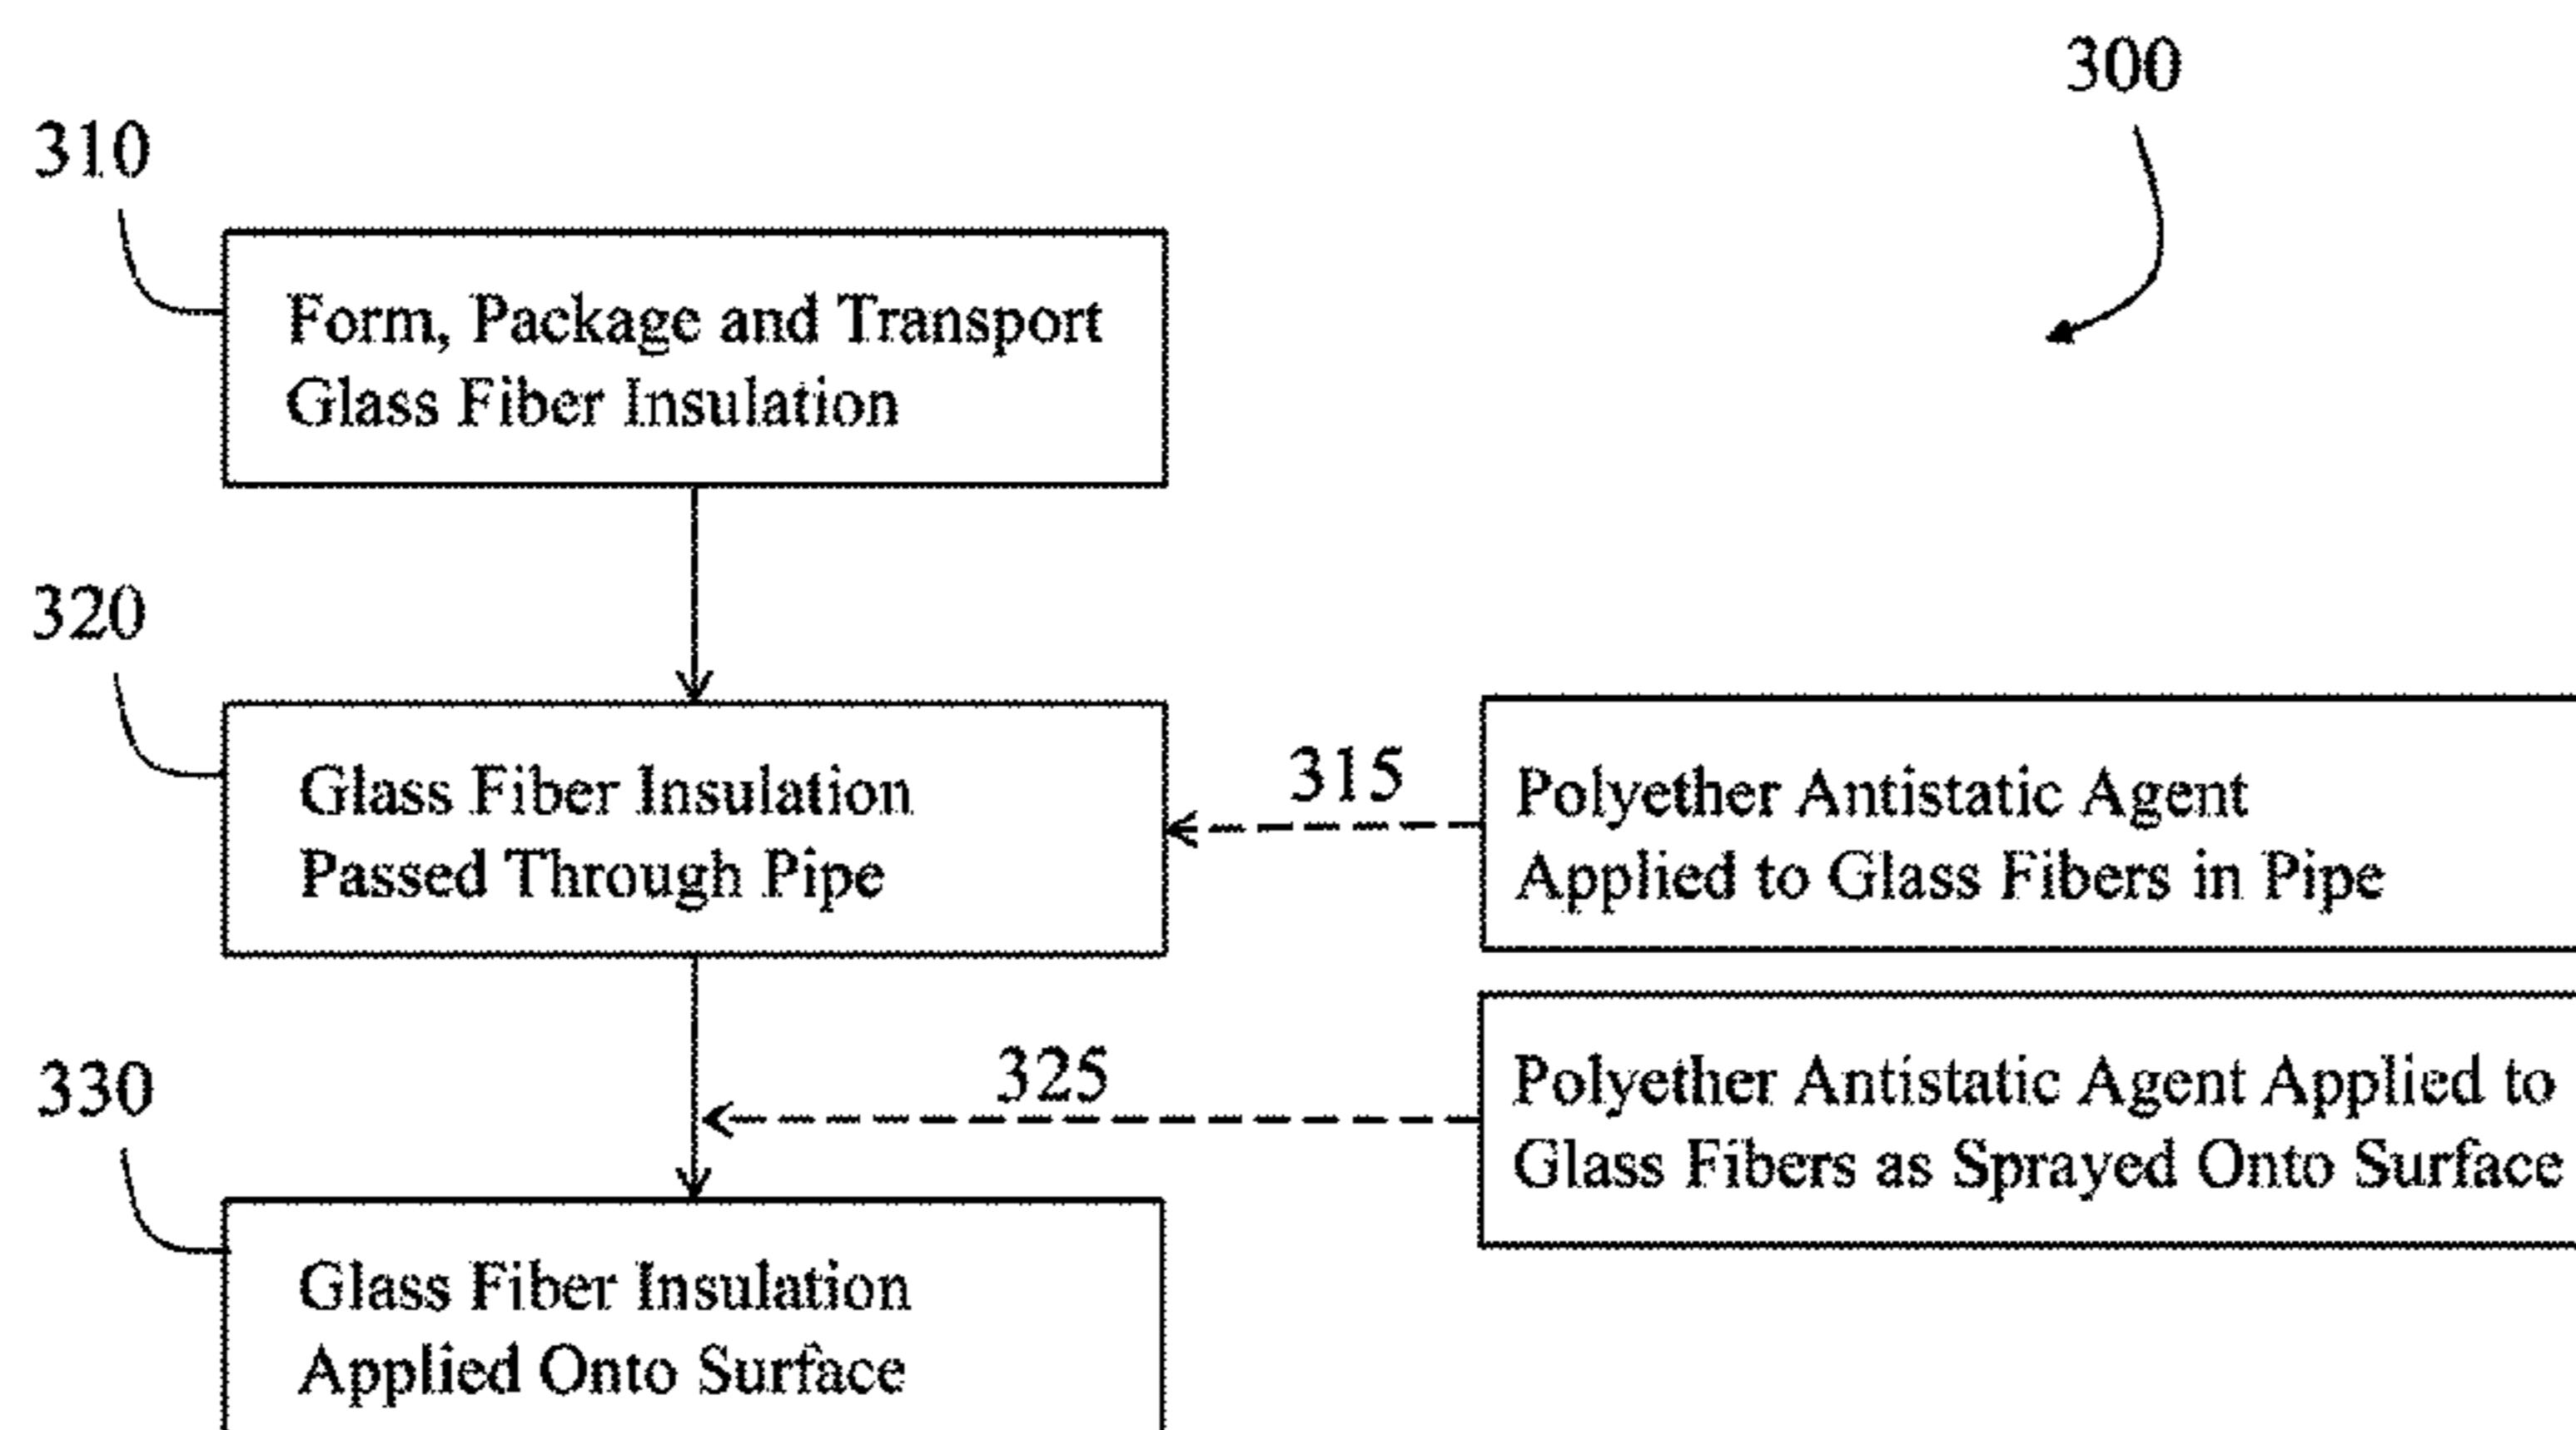 300
310
Form, Package and Transport
Glass Fiber Insulation
320
Glass Fiber Insulation
Passed Through Pipe
315
Polyether Antistatic Agent
Applied to Glass Fibers in Pipe
325
Polyether Antistatic Agent Applied to
Glass Fibers as Sprayed Onto Surface
330
Glass Fiber Insulation
Applied Onto Surface